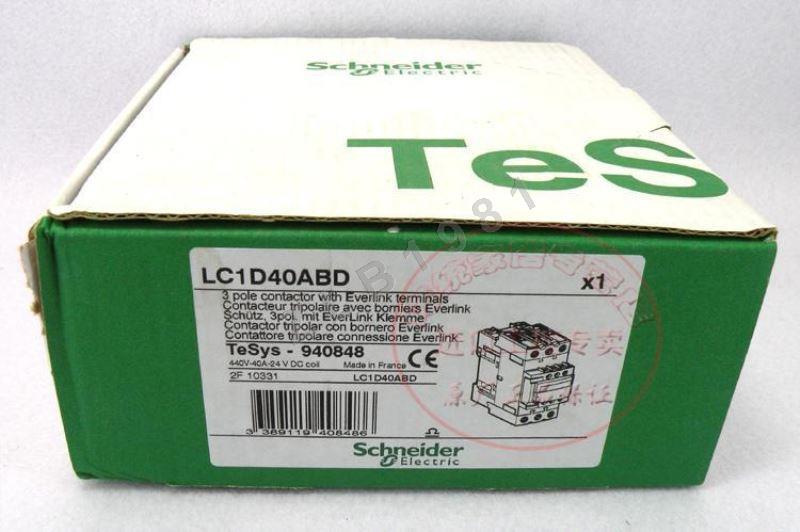 Schneider
Electric
TeS
B1981
LC1D40ABD
x1
3 pole contactor with Everlink terminals
Contacteur tripolaire avec borniers Everlink
Schütz, 3pol. mit EverLink Klemme
Contactor tripolar con bornero Everlink
Contattore tripolare connessione Everlink
TeSys - 940848
CE
440V-40A-24 V DC coil
Made in France
2F 10331
LC1D40ABD
3 389119 408486
Schneider
Electric